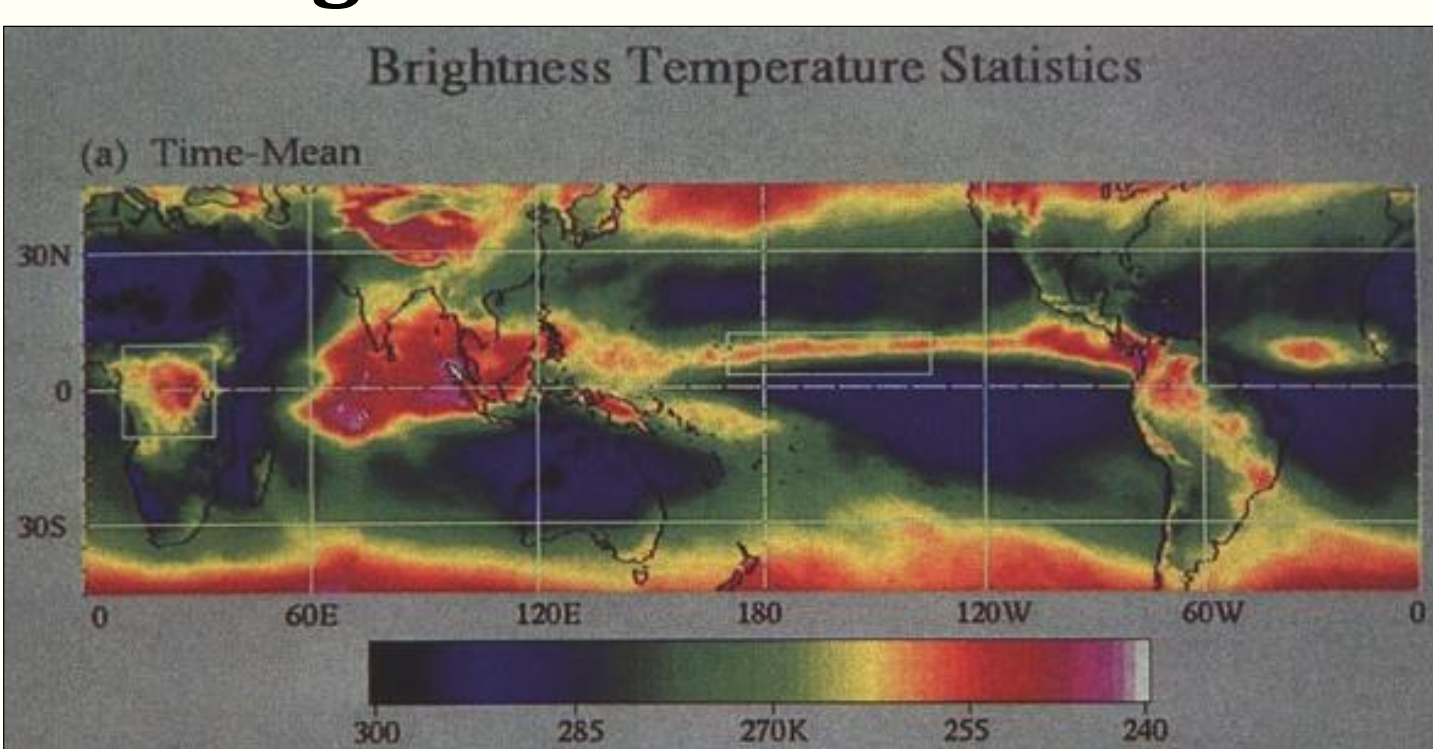 Brightness Temperature Statistics
(a) Time-Mean
30N
0
30S
0 60E 120E 180 120W 60W 0
300 285 270K 255 240